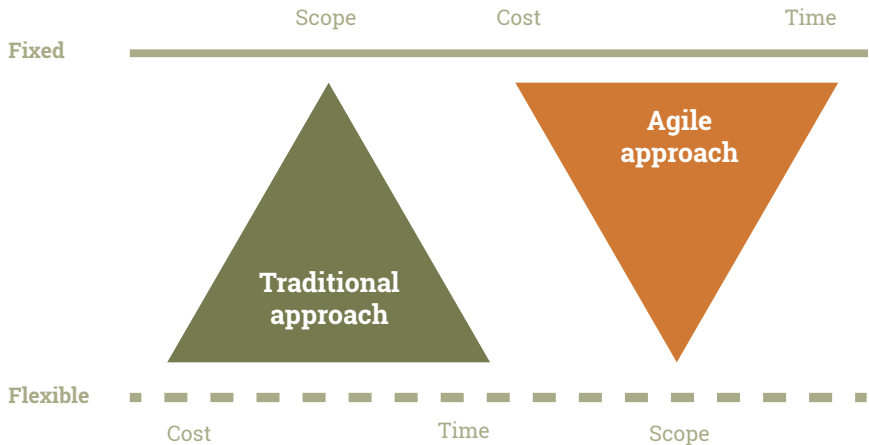 Scope Cost Time
Fixed
Agile
approach
Traditional
approach
Flexible
Cost Time Scope